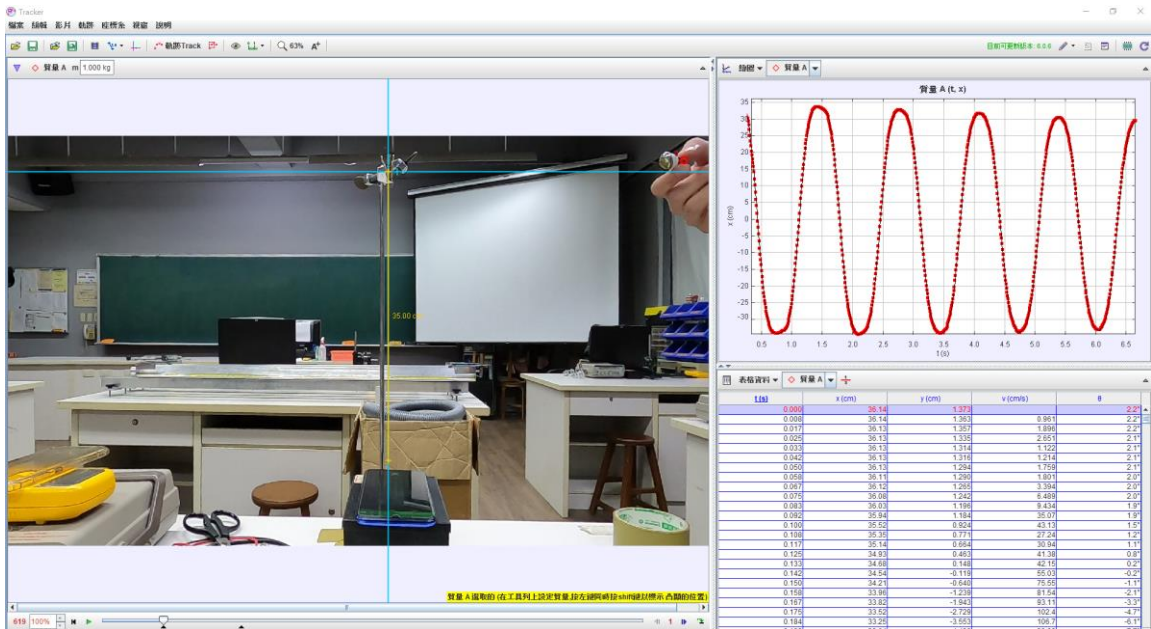 Tracker
檔案 編輯 影片 軌跡 座標系 視窗 說明
軌跡Track 63% 目前可更新版本: 6.0.8
質量 A m 1.000 kg
繪圖 質量 A
質量 A (t, x)
x (cm)
35
30
25
20
15
10
5
0
-5
-10
-15
-20
-25
-30
0.5 1.0 1.5 2.0 2.5 3.0 3.5 4.0 4.5 5.0 5.5 6.0 6.5
t (s)
35.00
表格資料 質量 A
t (s) x (cm) y (cm) v (cm/s) θ
0.000 36.14 1.373 2.2°
0.008 36.14 1.363 0.961 2.2°
0.017 36.13 1.357 1.896 2.2°
0.025 36.13 1.335 2.651 2.1°
0.033 36.13 1.314 1.122 2.1°
0.042 36.13 1.316 1.214 2.1°
0.050 36.13 1.294 1.759 2.1°
0.058 36.11 1.290 1.801 2.0°
0.067 36.12 1.265 3.394 2.0°
0.075 36.08 1.242 6.489 2.0°
0.083 36.03 1.196 9.434 1.9°
0.092 35.94 1.184 35.07 1.9°
0.100 35.52 0.924 43.13 1.5°
0.108 35.35 0.771 27.24 1.2°
0.117 35.14 0.664 30.94 1.1°
0.125 34.93 0.463 41.38 0.8°
0.133 34.68 0.148 42.15 0.2°
0.142 34.54 -0.119 55.03 -0.2°
0.150 34.21 -0.640 75.55 -1.1°
0.158 33.96 -1.239 81.54 -2.1°
0.167 33.82 -1.943 93.11 -3.3°
0.175 33.52 -2.729 102.4 -4.7°
0.184 33.25 -3.553 106.7 -6.1°
質量 A 選取的 (在工具列上設定質量,按左鍵同時按shift鍵以標示 凸顯的位置)
619 100% 1